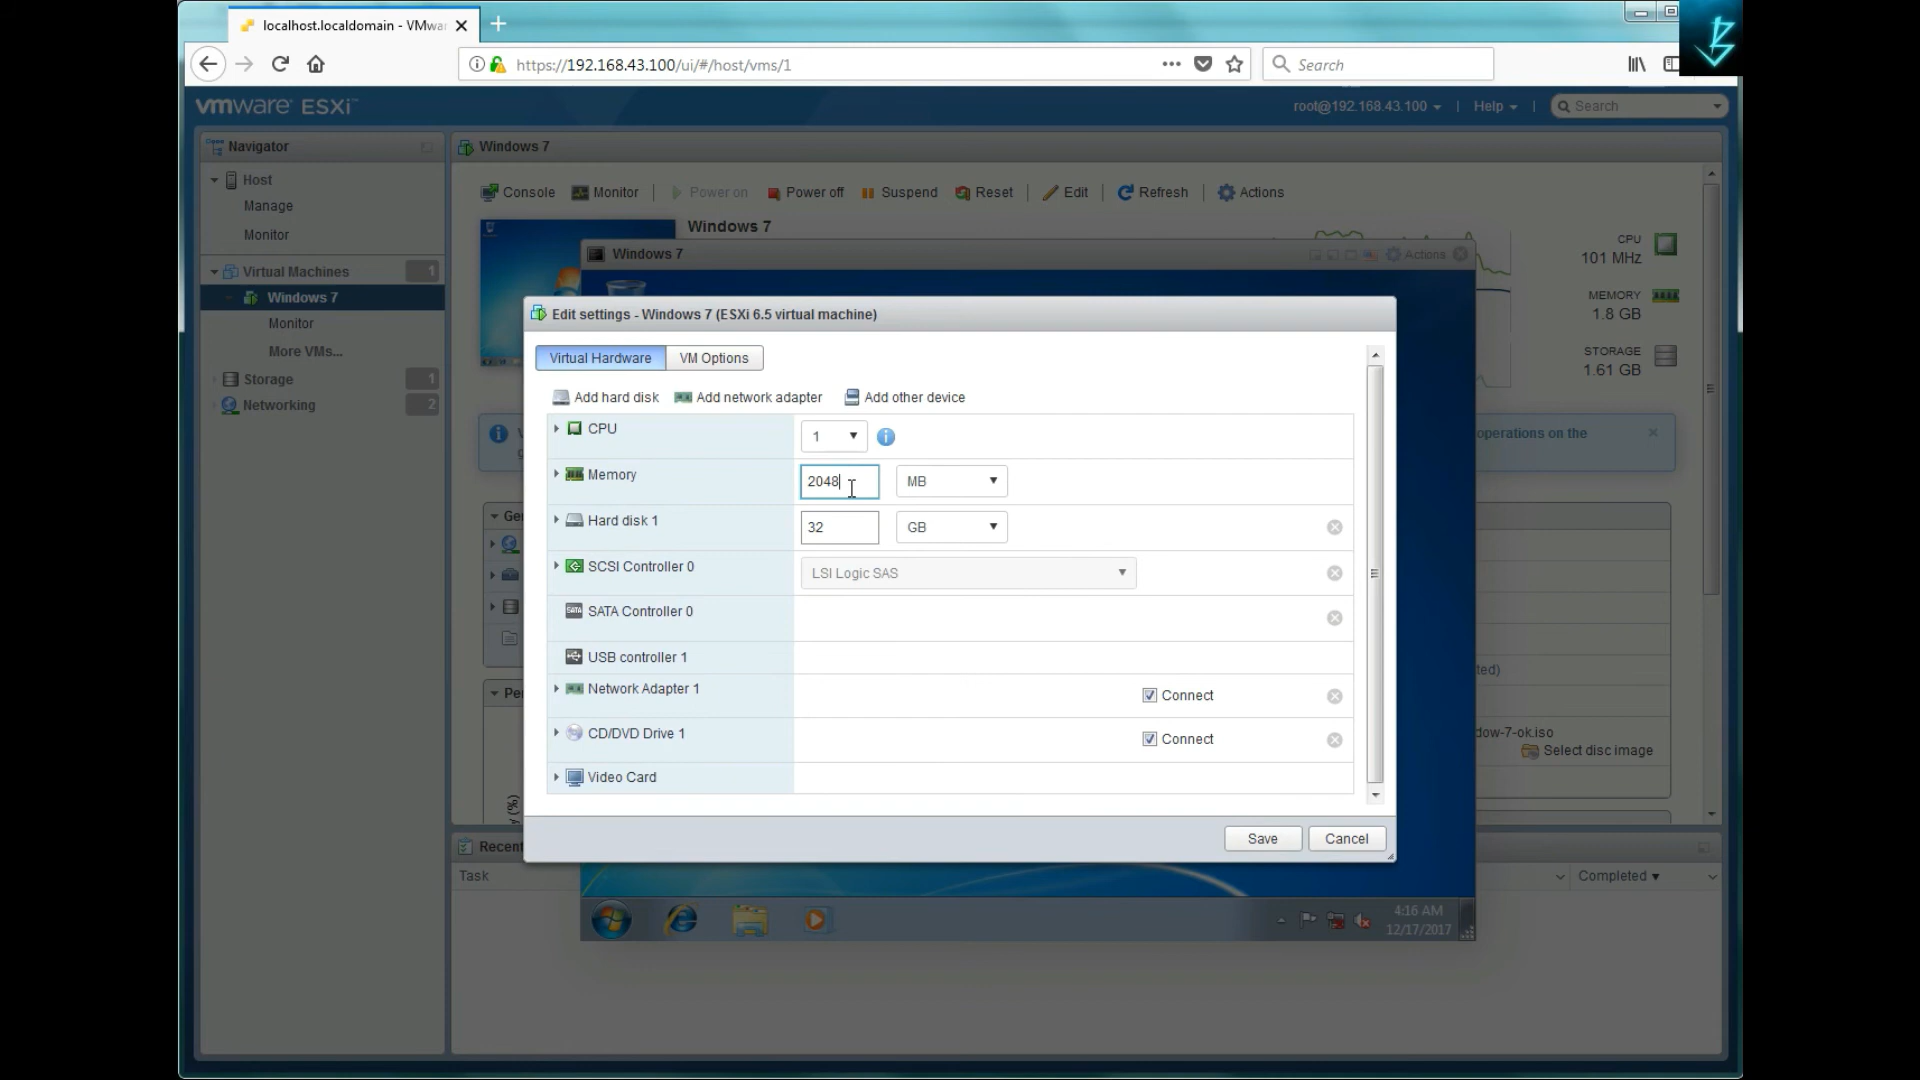 localhost.localdomain - VMwa
https://192.168.43.100/ui/#/host/vms/1
Search
vmware ESXi™
root@192.168.43.100
Help
Search
Navigator
Host
Manage
Monitor
Virtual Machines 1
Windows 7
Monitor
More VMs...
Storage 1
Networking 2
Windows 7
Console
Monitor
Power on
Power off
Suspend
Reset
Edit
Refresh
Actions
Windows 7
CPU
101 MHz
MEMORY
1.8 GB
STORAGE
1.61 GB
Windows 7
Actions
operations on the
Edit settings - Windows 7 (ESXi 6.5 virtual machine)
Virtual Hardware
VM Options
Add hard disk
Add network adapter
Add other device
CPU 1
Memory 2048 MB
Hard disk 1 32 GB
SCSI Controller 0 LSI Logic SAS
SATA Controller 0
USB controller 1
Network Adapter 1 Connect
CD/DVD Drive 1 Connect
Video Card
Save
Cancel
Ge
Pe
(%)
ted)
dow-7-ok.iso
Select disc image
Recent
Task
Completed
4:16 AM
12/17/2017